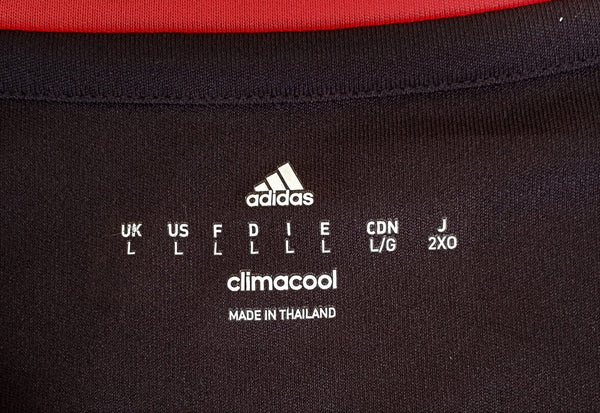 adidas
UK US F D I E CDN J
L L L L L L L/G 2XO
climacool
MADE IN THAILAND